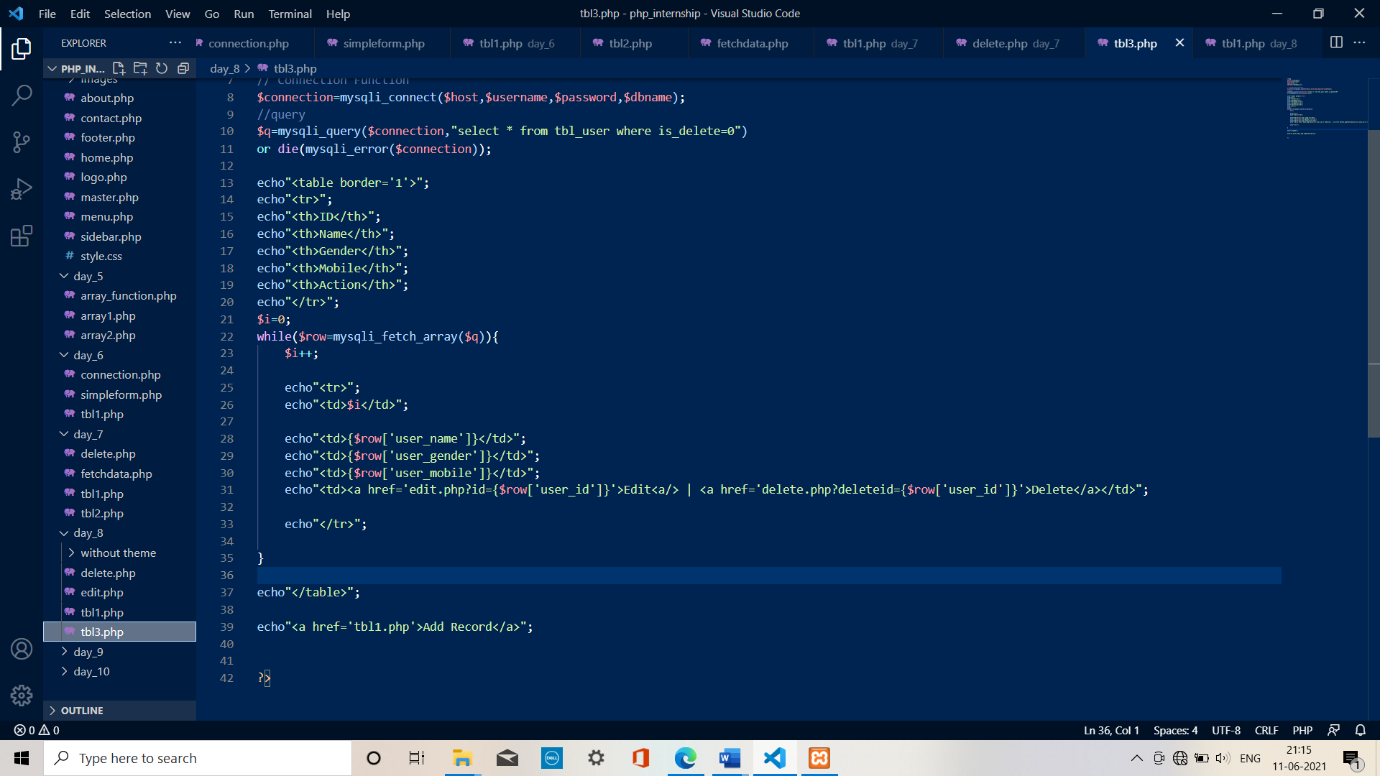 File Edit Selection View Go Run Terminal Help
tbl3.php - php_internship - Visual Studio Code
EXPLORER
connection.php simpleform.php tbl1.php day_6 tbl2.php fetchdata.php tbl1.php day_7 delete.php day_7 tbl3.php tbl1.php day_8
PHP_IN...
day_8 > tbl3.php
images
about.php
contact.php
footer.php
home.php
logo.php
master.php
menu.php
sidebar.php
# style.css
day_5
array_function.php
array1.php
array2.php
day_6
connection.php
simpleform.php
tbl1.php
day_7
delete.php
fetchdata.php
tbl1.php
tbl2.php
day_8
without theme
delete.php
edit.php
tbl1.php
tbl3.php
day_9
day_10
OUTLINE
7 // Connection Function
8 $connection=mysqli_connect($host,$username,$password,$dbname);
9 //query
10 $q=mysqli_query($connection,"select * from tbl_user where is_delete=0")
11 or die(mysqli_error($connection));
12
13 echo"<table border='1'>";
14 echo"<tr>";
15 echo"<th>ID</th>";
16 echo"<th>Name</th>";
17 echo"<th>Gender</th>";
18 echo"<th>Mobile</th>";
19 echo"<th>Action</th>";
20 echo"</tr>";
21 $i=0;
22 while($row=mysqli_fetch_array($q)){
23 $i++;
24
25 echo"<tr>";
26 echo"<td>$i</td>";
27
28 echo"<td>{$row['user_name']}</td>";
29 echo"<td>{$row['user_gender']}</td>";
30 echo"<td>{$row['user_mobile']}</td>";
31 echo"<td><a href='edit.php?id={$row['user_id']}'>Edit<a/> | <a href='delete.php?deleteid={$row['user_id']}'>Delete</a></td>";
32
33 echo"</tr>";
34
35 }
36
37 echo"</table>";
38
39 echo"<a href='tbl1.php'>Add Record</a>";
40
41
42 ?>
0 0
Ln 36, Col 1 Spaces: 4 UTF-8 CRLF PHP
Type here to search
DELL
ENG
21:15
11-06-2021
1